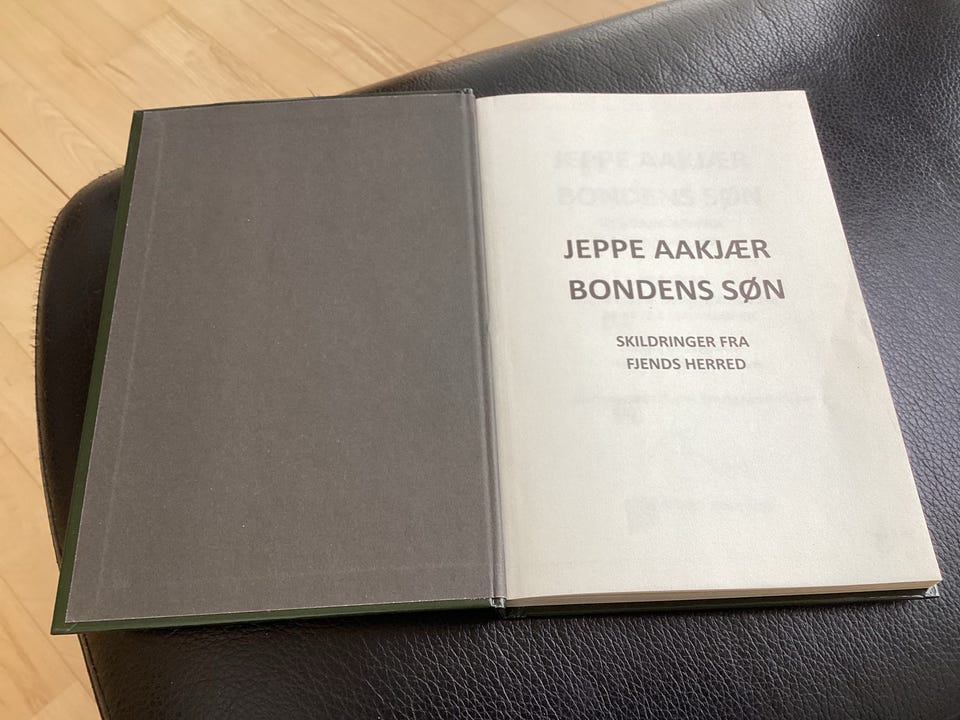 JEPPE AAKJÆR
BONDENS SØN
SKILDRINGER FRA
FJENDS HERRED